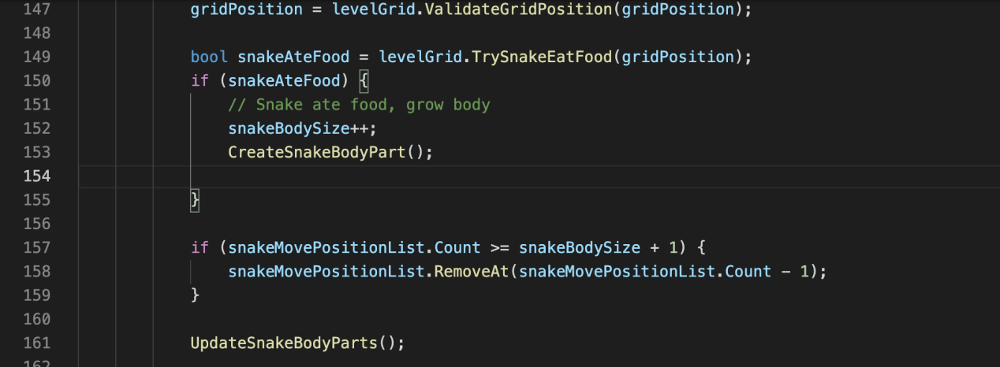 147 gridPosition = levelGrid.ValidateGridPosition(gridPosition);
148
149 bool snakeAteFood = levelGrid.TrySnakeEatFood(gridPosition);
150 if (snakeAteFood) {
151 // Snake ate food, grow body
152 snakeBodySize++;
153 CreateSnakeBodyPart();
154
155 }
156
157 if (snakeMovePositionList.Count >= snakeBodySize + 1) {
158 snakeMovePositionList.RemoveAt(snakeMovePositionList.Count - 1);
159 }
160
161 UpdateSnakeBodyParts();
162